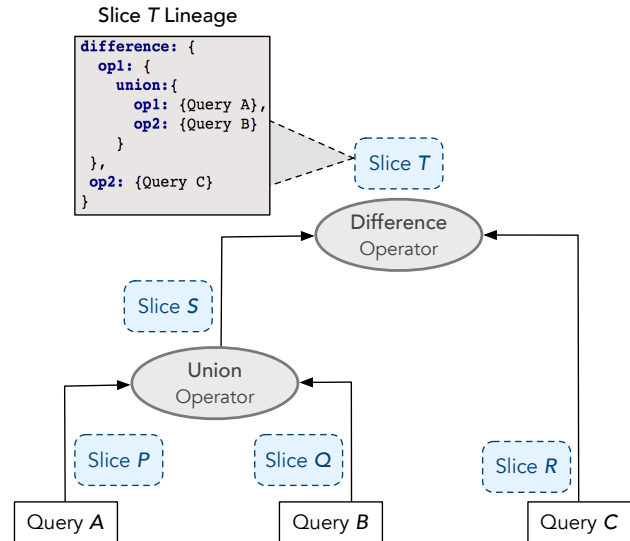 Slice T Lineage
difference: {
op1: {
union:{
op1: {Query A},
op2: {Query B}
}
},
op2: {Query C}
}
Slice T
Difference
Operator
Slice S
Union
Operator
Slice P
Slice Q
Slice R
Query A
Query B
Query C